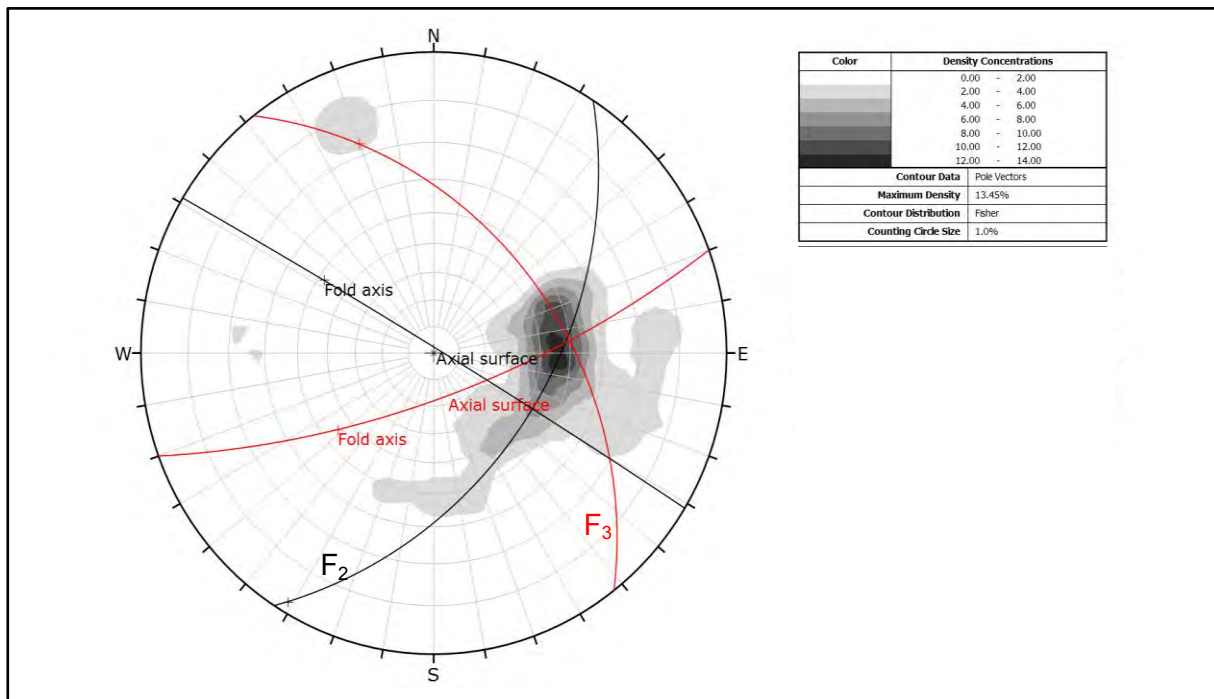 N
W
E
S
Fold axis
Axial surface
Axial surface
Fold axis
F₂
F₃
Color Density Concentrations
0.00 - 2.00
2.00 - 4.00
4.00 - 6.00
6.00 - 8.00
8.00 - 10.00
10.00 - 12.00
12.00 - 14.00
Contour Data Pole Vectors
Maximum Density 13.45%
Contour Distribution Fisher
Counting Circle Size 1.0%